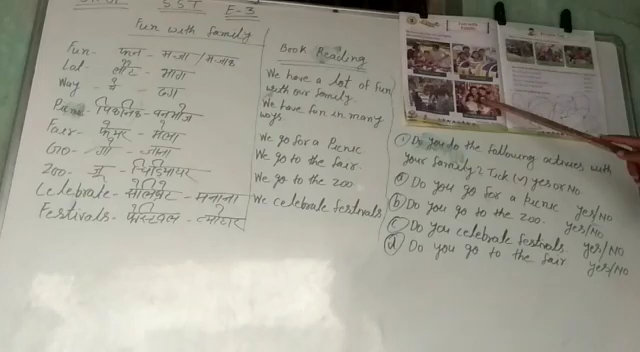 SST
E-3
Fun with family
Fun - फन - मजा / मजाक
Lot - लौट - भाग
Way - वे - ढंग
Picnic - पिकनिक - वनभोज
Fair - फेयर - मेला
Go - गो - जाना
Zoo - जू - चिड़ियाघर
Celebrate - सेलिब्रेट - मनाना
Festivals - फेस्टिवल - त्योहार
Book Reading
We have a lot of fun
with our family.
We have fun in many
ways.
We go for a Picnic
We go to the fair.
We go to the zoo
We celebrate festivals
① Do you do the following actives with
your family? Tick (✓) yes or No
ⓐ Do you go for a picnic yes/No
ⓑ Do you go to the zoo. yes/No
ⓒ Do you celebrate festivals. yes/No
ⓓ Do you go to the fair yes/No